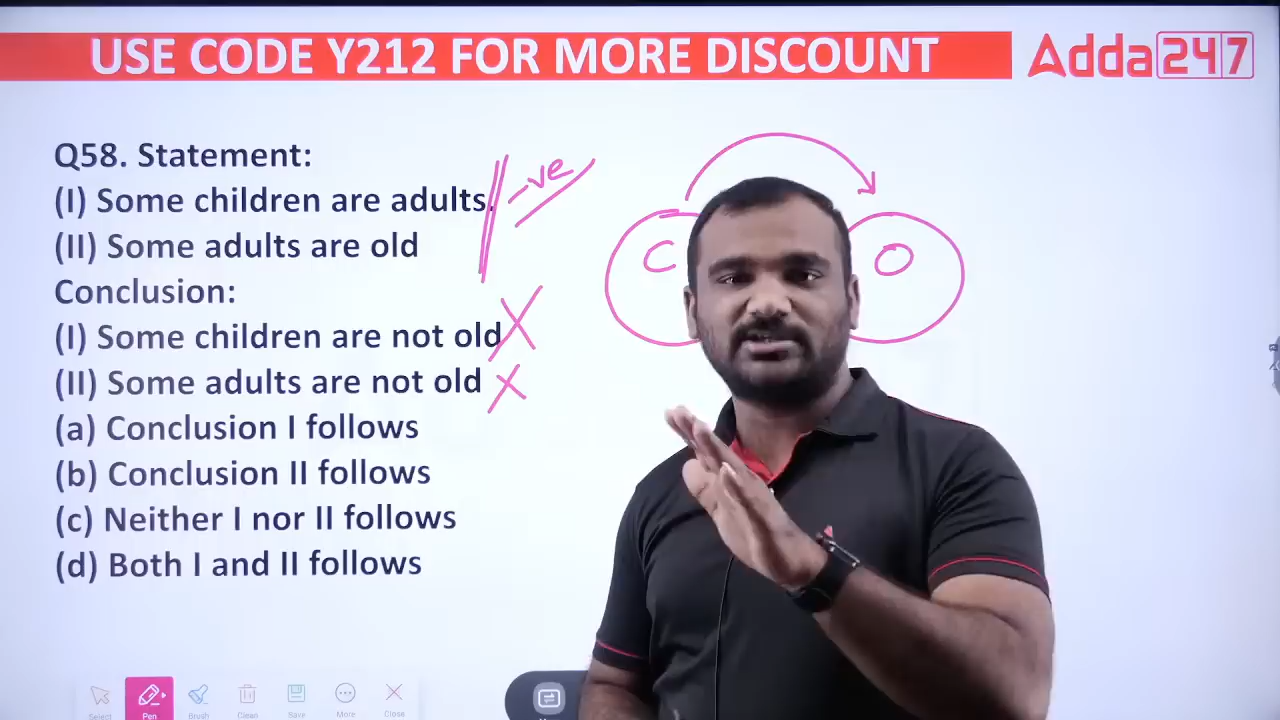 USE CODE Y212 FOR MORE DISCOUNT
Adda247
Q58. Statement:
(I) Some children are adults.
-ve
(II) Some adults are old
Conclusion:
(I) Some children are not old
(II) Some adults are not old
(a) Conclusion I follows
(b) Conclusion II follows
(c) Neither I nor II follows
(d) Both I and II follows
C
O
Select
Pen
Brush
Clean
Save
More
Close